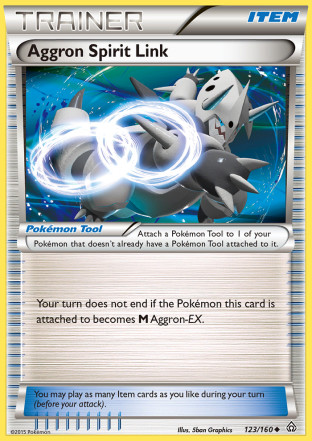 TRAINER
ITEM
Aggron Spirit Link
Pokémon Tool
Attach a Pokémon Tool to 1 of your
Pokémon that doesn't already have a Pokémon Tool attached to it.
Your turn does not end if the Pokémon this card is
attached to becomes M Aggron-EX.
You may play as many Item cards as you like during your turn
(before your attack).
©2015 Pokémon
Illus. 5ban Graphics
123/160